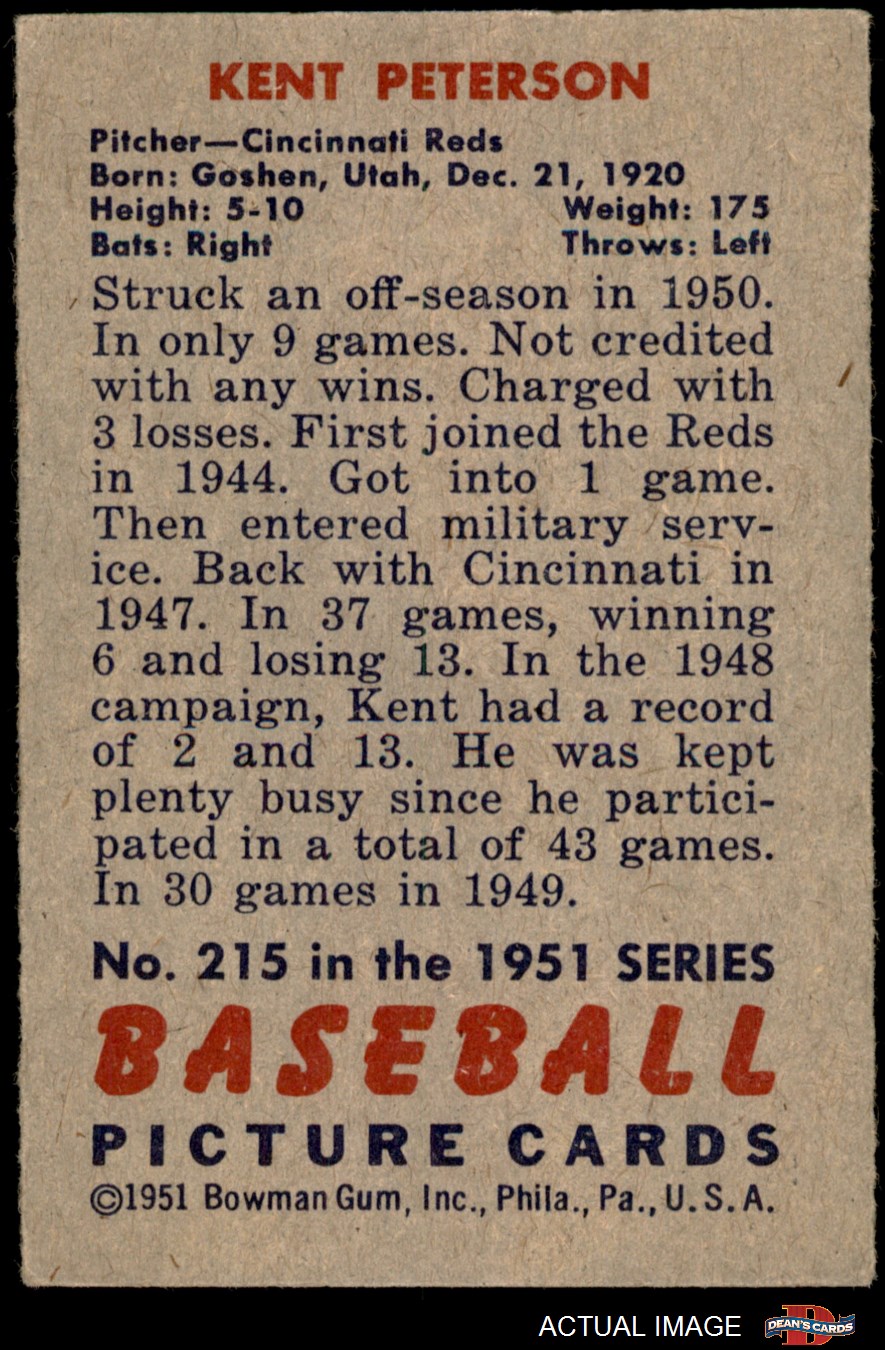 KENT PETERSON
Pitcher—Cincinnati Reds
Born: Goshen, Utah, Dec. 21, 1920
Height: 5-10 Weight: 175
Bats: Right Throws: Left
Struck an off-season in 1950.
In only 9 games. Not credited
with any wins. Charged with
3 losses. First joined the Reds
in 1944. Got into 1 game.
Then entered military serv-
ice. Back with Cincinnati in
1947. In 37 games, winning
6 and losing 13. In the 1948
campaign, Kent had a record
of 2 and 13. He was kept
plenty busy since he partici-
pated in a total of 43 games.
In 30 games in 1949.
No. 215 in the 1951 SERIES
BASEBALL
PICTURE CARDS
©1951 Bowman Gum, Inc., Phila., Pa., U.S.A.
ACTUAL IMAGE
D
DEAN'S CARDS